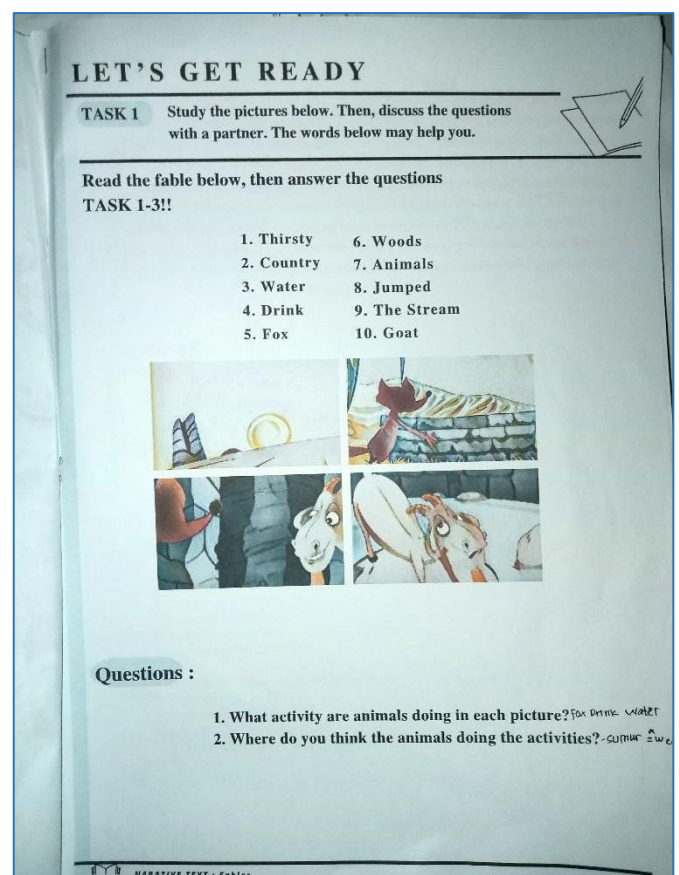 LET'S GET READY
TASK 1 Study the pictures below. Then, discuss the questions
with a partner. The words below may help you.
Read the fable below, then answer the questions
TASK 1-3!!
1. Thirsty 6. Woods
2. Country 7. Animals
3. Water 8. Jumped
4. Drink 9. The Stream
5. Fox 10. Goat
Questions :
1. What activity are animals doing in each picture? Fox Drink water
2. Where do you think the animals doing the activities? - sumur
NARATIVE TEXT : Fables